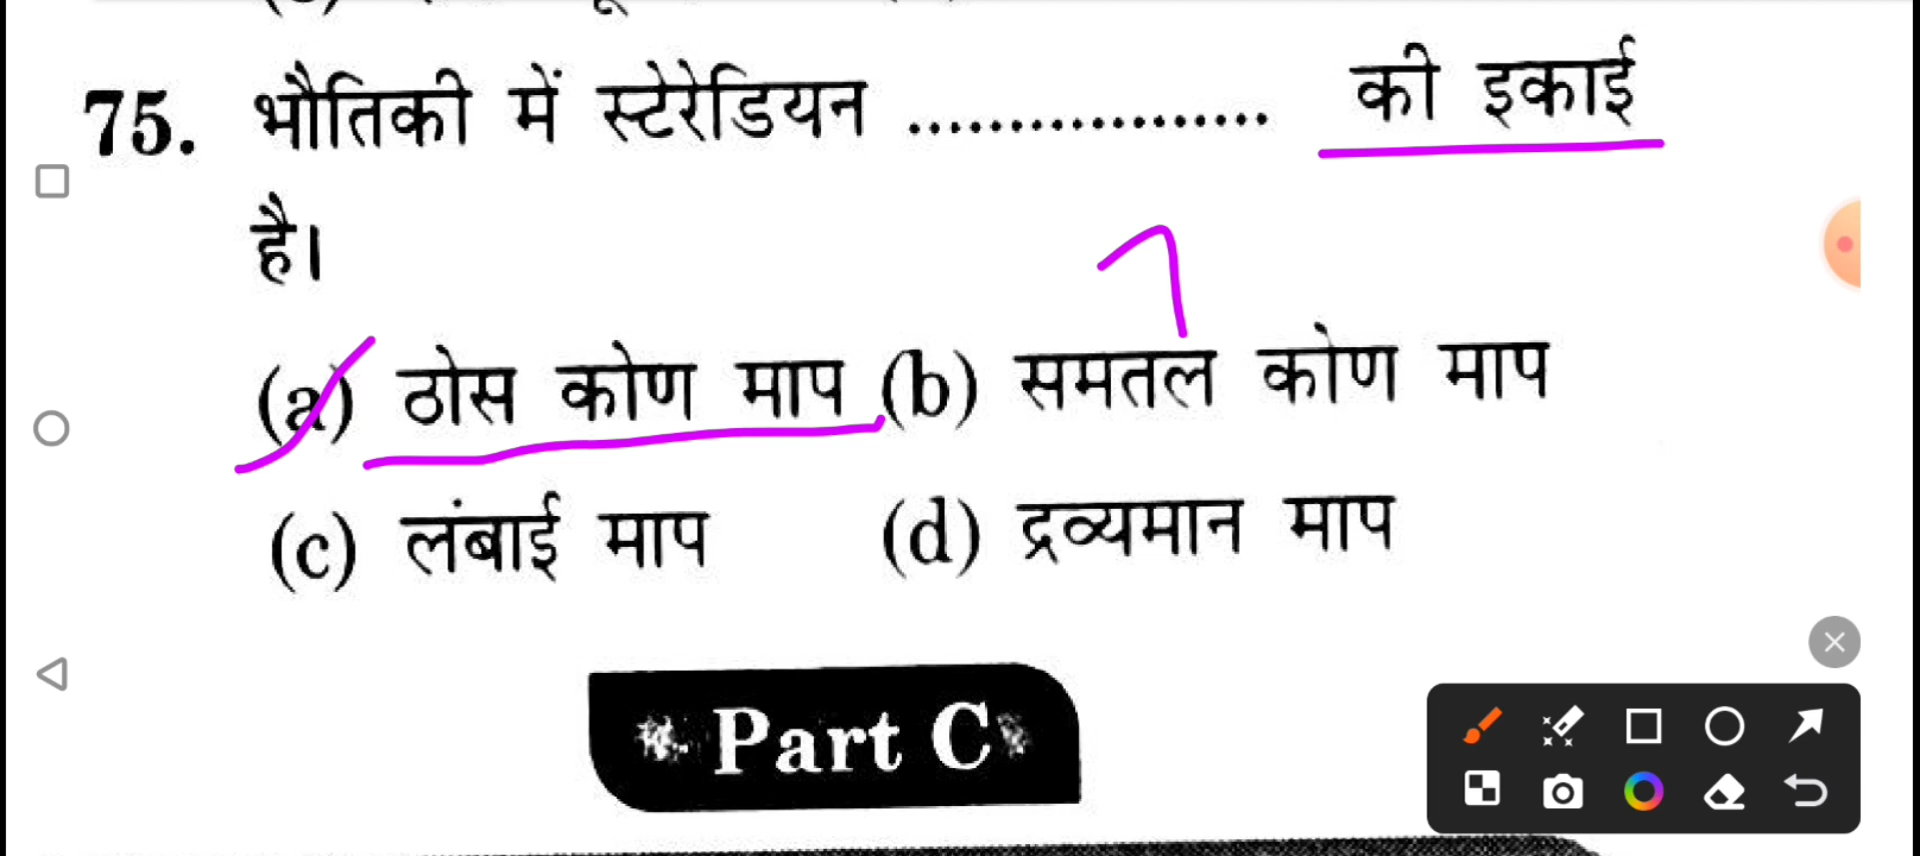 75. भौतिकी में स्टेरेडियन .................. की इकाई
है।
(a) ठोस कोण माप (b) समतल कोण माप
(c) लंबाई माप (d) द्रव्यमान माप
Part C